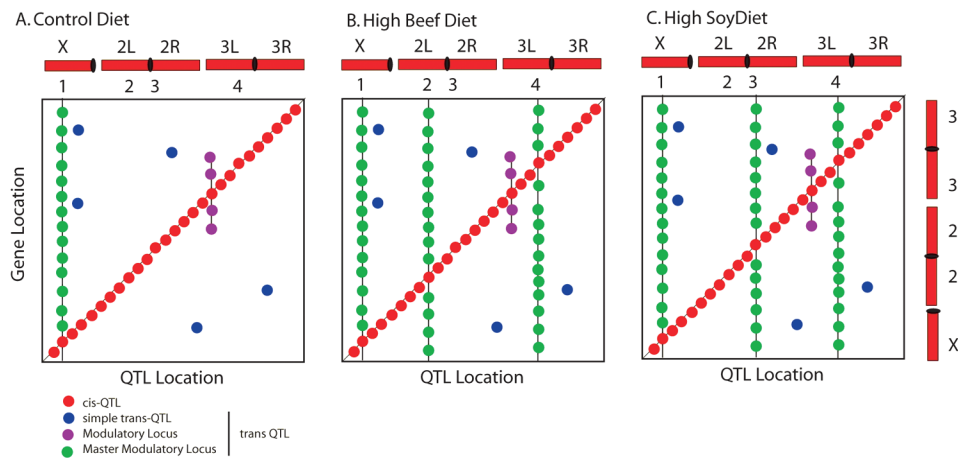 A. Control Diet
B. High Beef Diet
C. High SoyDiet
X 2L 2R 3L 3R
X 2L 2R 3L 3R
X 2L 2R 3L 3R
1 2 3 4
1 2 3 4
1 2 3 4
Gene Location
3
3
2
2
X
QTL Location
QTL Location
QTL Location
cis-QTL
simple trans-QTL
Modulatory Locus
Master Modulatory Locus
trans QTL